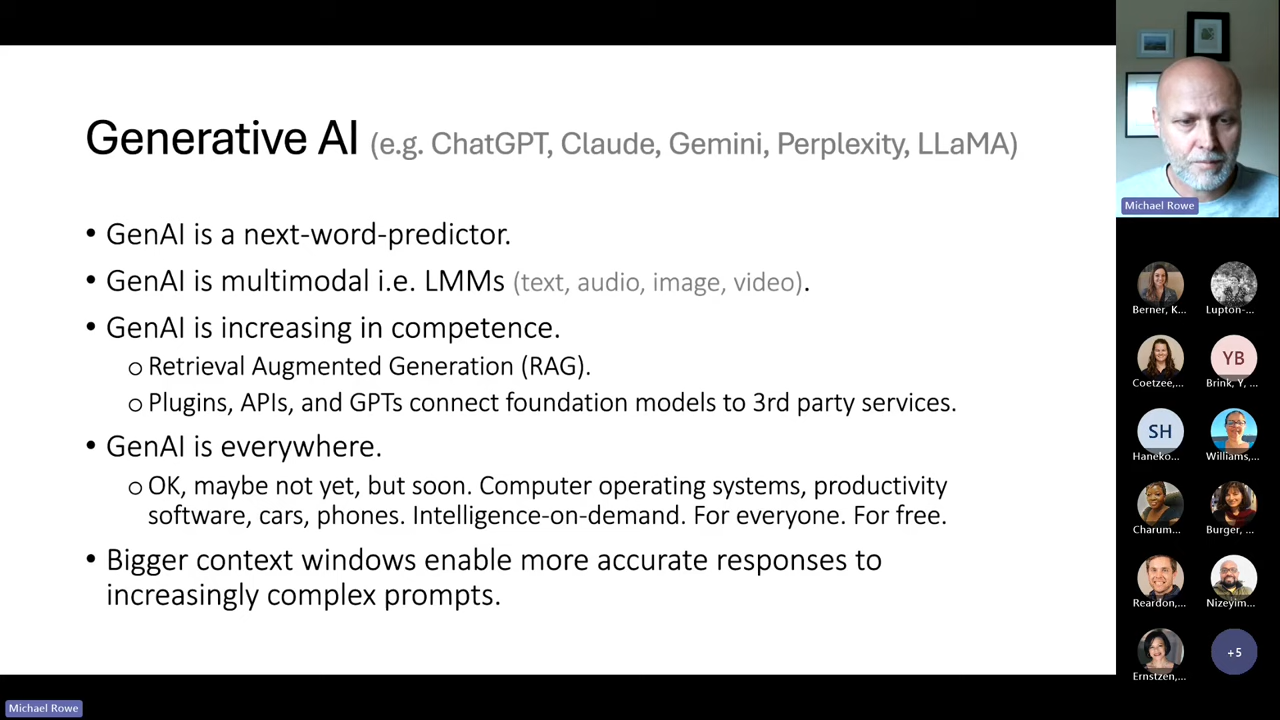 Generative AI (e.g. ChatGPT, Claude, Gemini, Perplexity, LLaMA)
• GenAI is a next-word-predictor.
• GenAI is multimodal i.e. LMMs (text, audio, image, video).
• GenAI is increasing in competence.
o Retrieval Augmented Generation (RAG).
o Plugins, APIs, and GPTs connect foundation models to 3rd party services.
• GenAI is everywhere.
o OK, maybe not yet, but soon. Computer operating systems, productivity
software, cars, phones. Intelligence-on-demand. For everyone. For free.
• Bigger context windows enable more accurate responses to
increasingly complex prompts.
Michael Rowe
Berner, K...
Lupton-...
Coetzee,...
YB
Brink, Y, ...
SH
Haneko...
Williams,...
Charum...
Burger, ...
Reardon,...
Nizeyim...
Ernstzen,...
+5
Michael Rowe